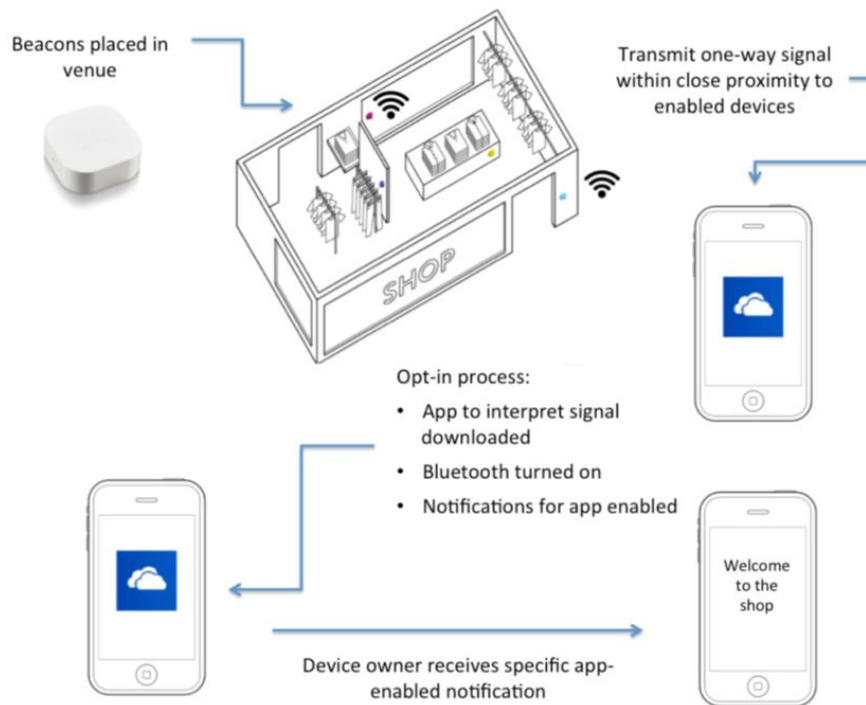 Beacons placed in
venue
Transmit one-way signal
within close proximity to
enabled devices
SHOP
Opt-in process:
• App to interpret signal
downloaded
• Bluetooth turned on
• Notifications for app enabled
Welcome
to the
shop
Device owner receives specific app-
enabled notification